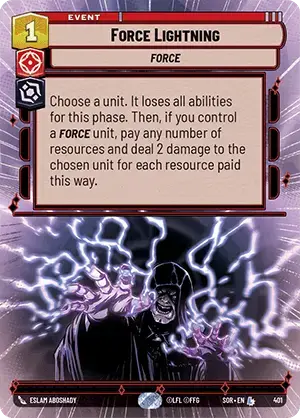 EVENT
1
FORCE LIGHTNING
FORCE
Choose a unit. It loses all abilities
for this phase. Then, if you control
a FORCE unit, pay any number of
resources and deal 2 damage to the
chosen unit for each resource paid
this way.
ESLAM ABOSHADY
©LFL ©FFG
SOR • EN
401